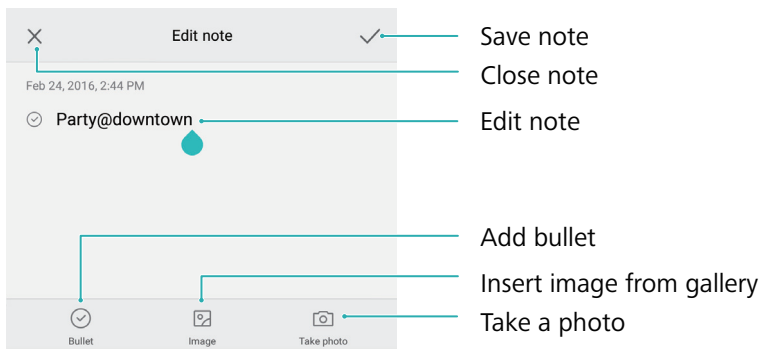 Edit note
Save note
Close note
Feb 24, 2016, 2:44 PM
Party@downtown
Edit note
Add bullet
Insert image from gallery
Take a photo
Bullet
Image
Take photo